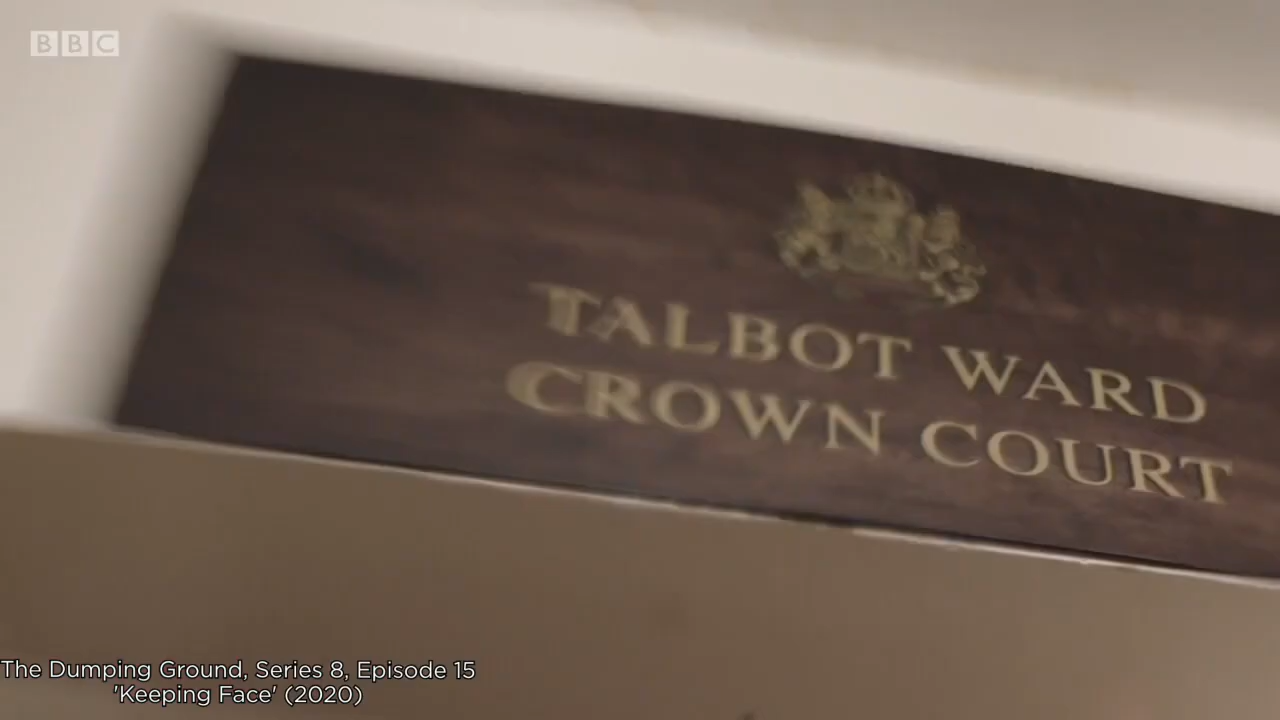 BBC
TALBOT WARD
CROWN COURT
The Dumping Ground, Series 8, Episode 15
'Keeping Face' (2020)